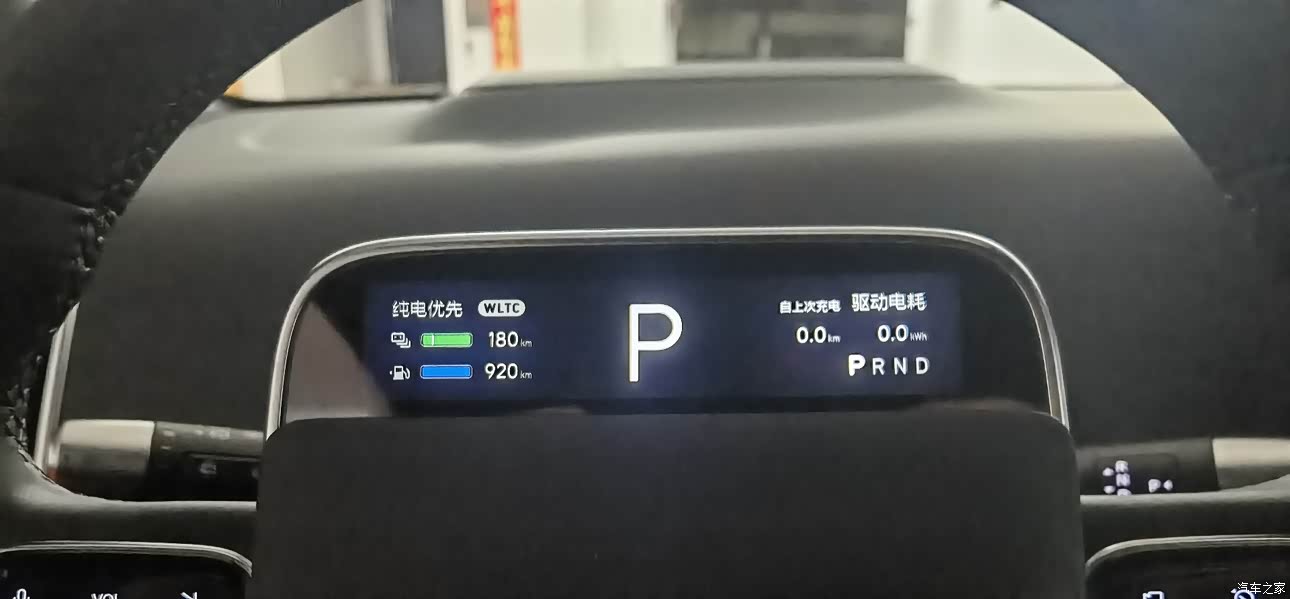 纯电优先 WLTC
180 km
920 km
P
自上次充电 驱动电耗
0.0 km 0.0 kWh
P R N D
R
N
P
汽车之家